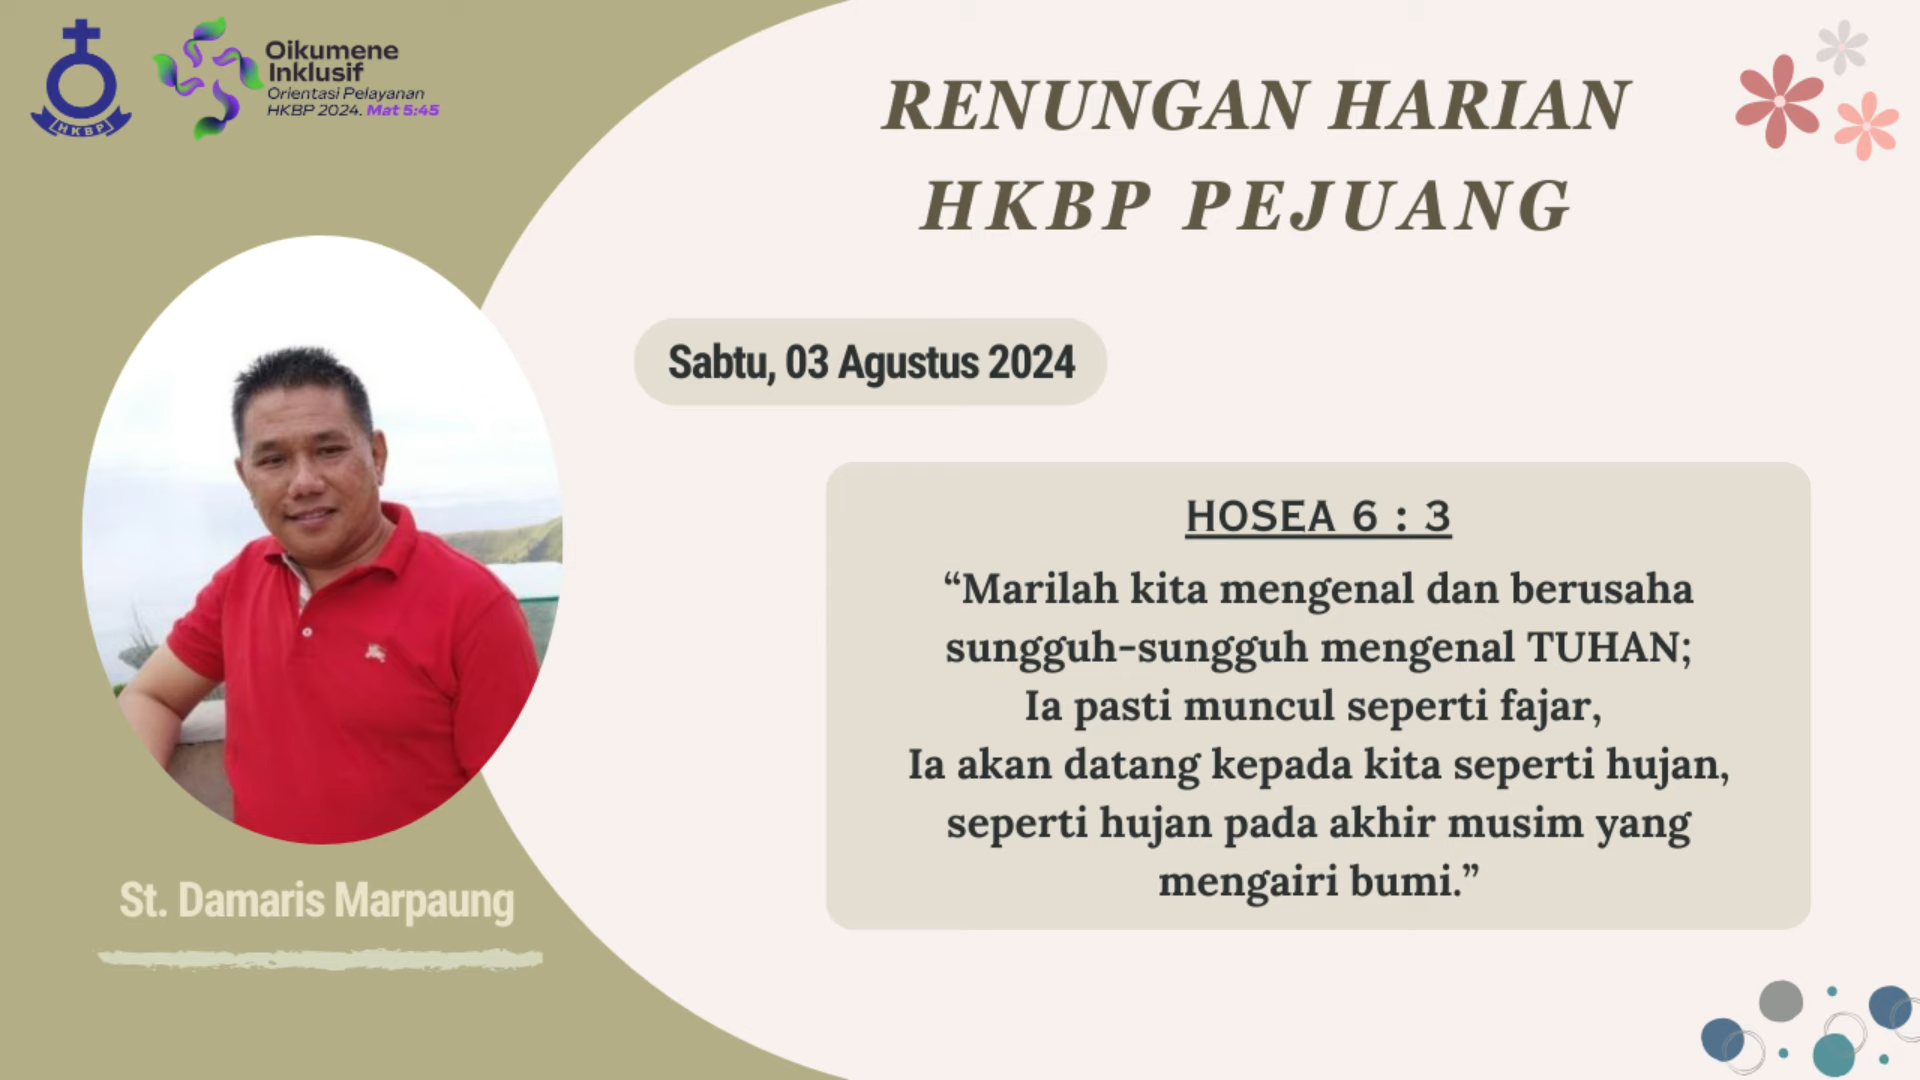 HKBP
Oikumene
Inklusif
Orientasi Pelayanan
HKBP 2024. Mat 5:45
RENUNGAN HARIAN
HKBP PEJUANG
Sabtu, 03 Agustus 2024
HOSEA 6 : 3
“Marilah kita mengenal dan berusaha
sungguh-sungguh mengenal TUHAN;
Ia pasti muncul seperti fajar,
Ia akan datang kepada kita seperti hujan,
seperti hujan pada akhir musim yang
mengairi bumi.”
St. Damaris Marpaung